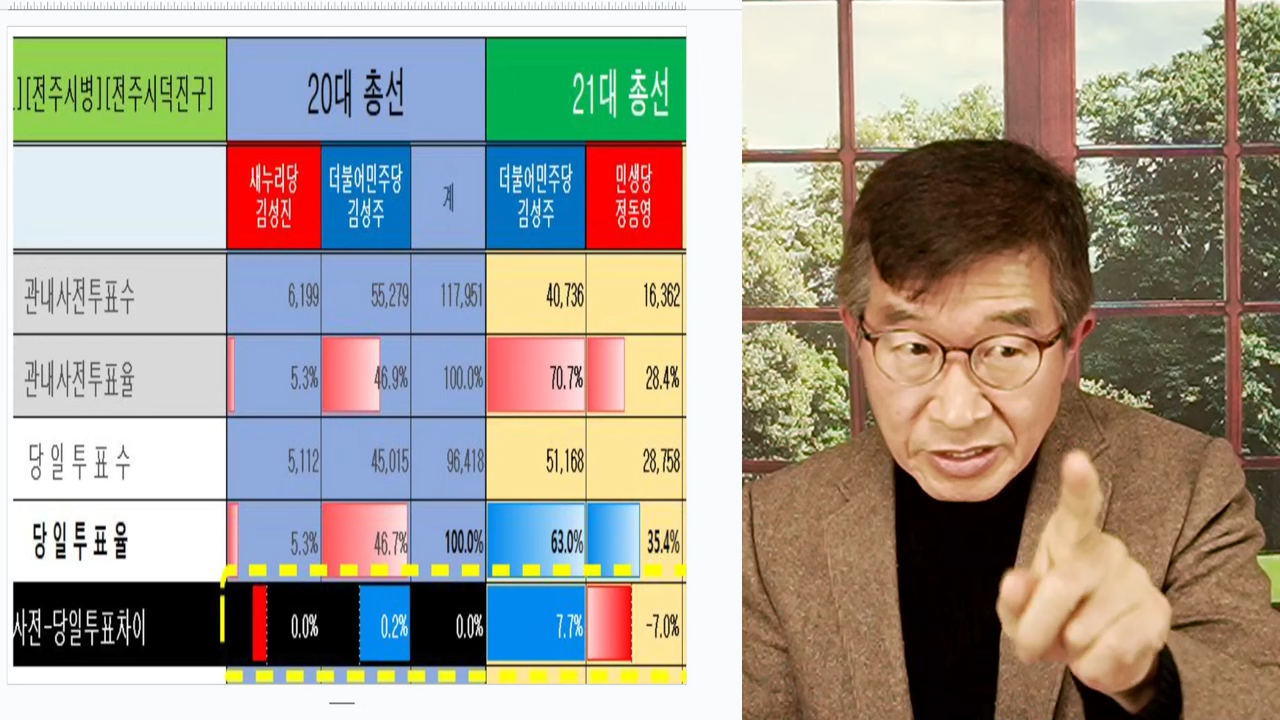 .][전주시병][전주시덕진구] 20대 총선 21대 총선
새누리당 더불어민주당 계 더불어민주당 민생당
김성진 김성주 김성주 정동영
관내사전투표수 6,199 55,279 117,951 40,736 16,362
관내사전투표율 5.3% 46.9% 100.0% 70.7% 28.4%
당일투표수 5,112 45,015 96,418 51,168 28,758
당일투표율 5.3% 46.7% 100.0% 63.0% 35.4%
사전-당일투표차이 0.0% 0.2% 0.0% 7.7% -7.0%